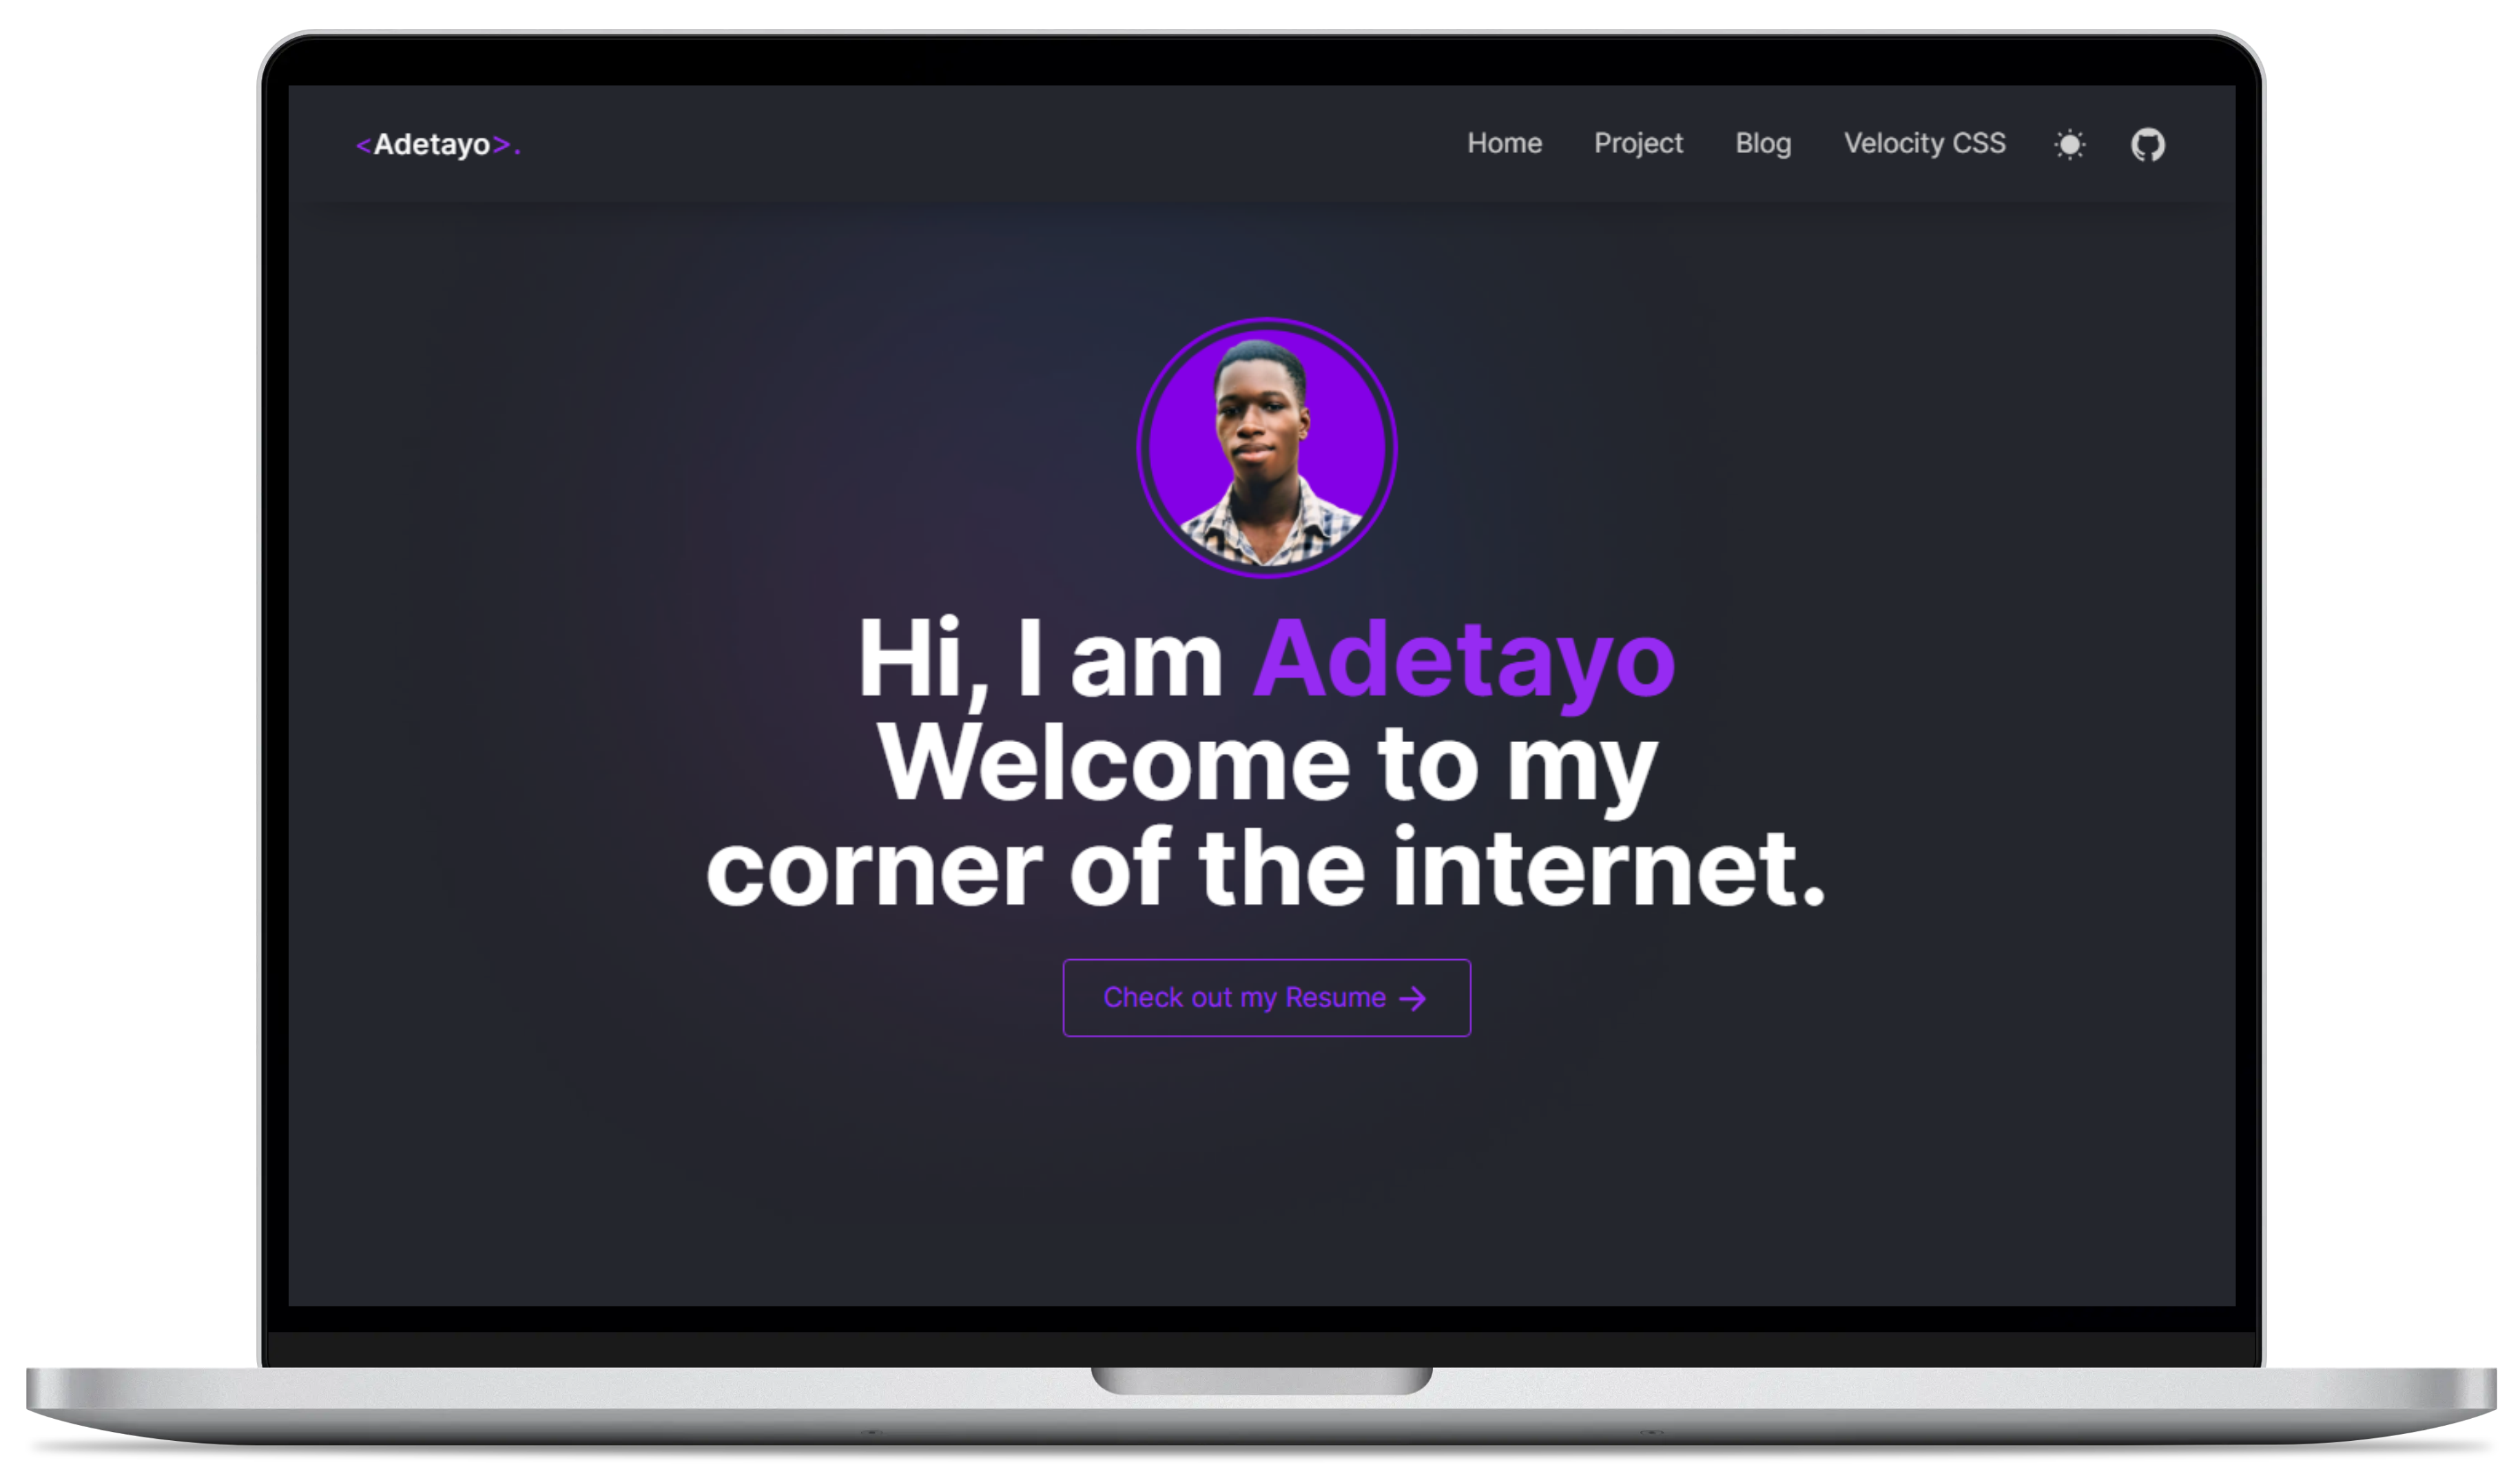 <Adetayo>.
Home Project Blog Velocity CSS
Hi, I am Adetayo
Welcome to my
corner of the internet.
Check out my Resume →